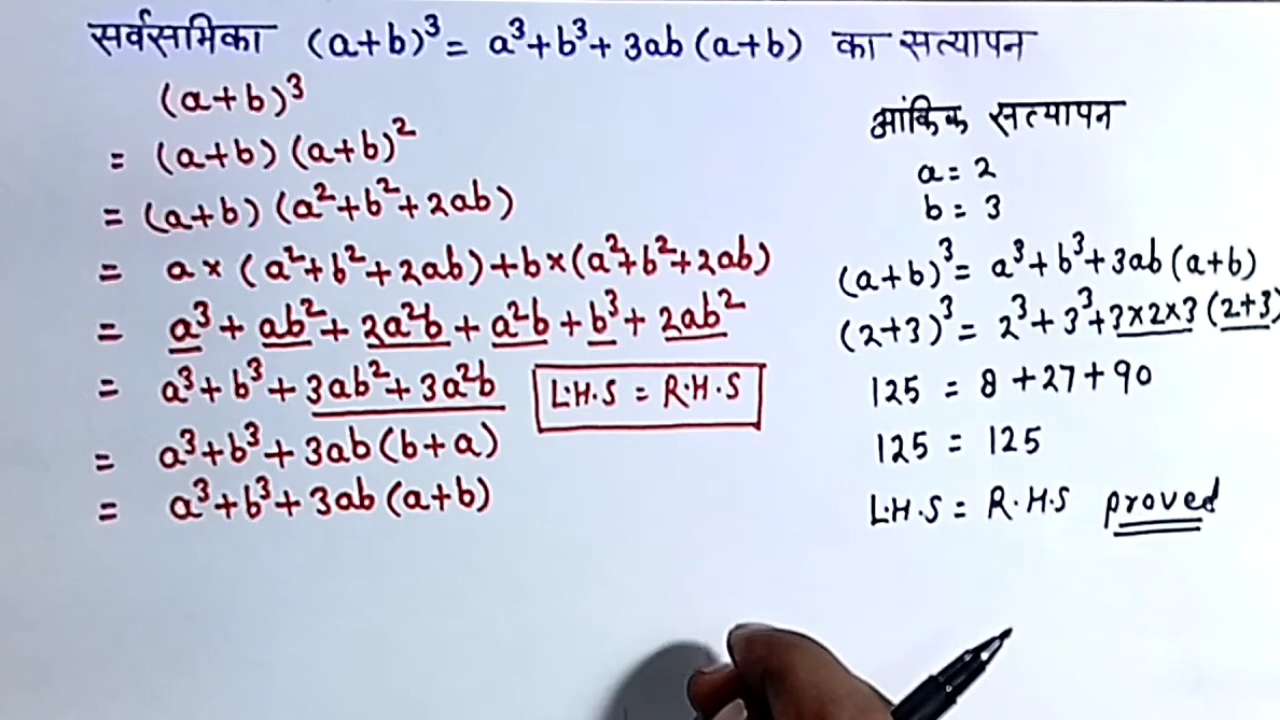 सर्वसमिका (a+b)³ = a³+b³+3ab(a+b) का सत्यापन
(a+b)³
= (a+b)(a+b)²
= (a+b)(a²+b²+2ab)
= a×(a²+b²+2ab)+b×(a²+b²+2ab)
= a³+ab²+2a²b+a²b+b³+2ab²
= a³+b³+3ab²+3a²b
L.H.S = R.H.S
= a³+b³+3ab(b+a)
= a³+b³+3ab(a+b)
आंकिक सत्यापन
a=2
b=3
(a+b)³= a³+b³+3ab(a+b)
(2+3)³= 2³+3³+3×2×3(2+3)
125 = 8+27+90
125 = 125
L.H.S = R.H.S proved